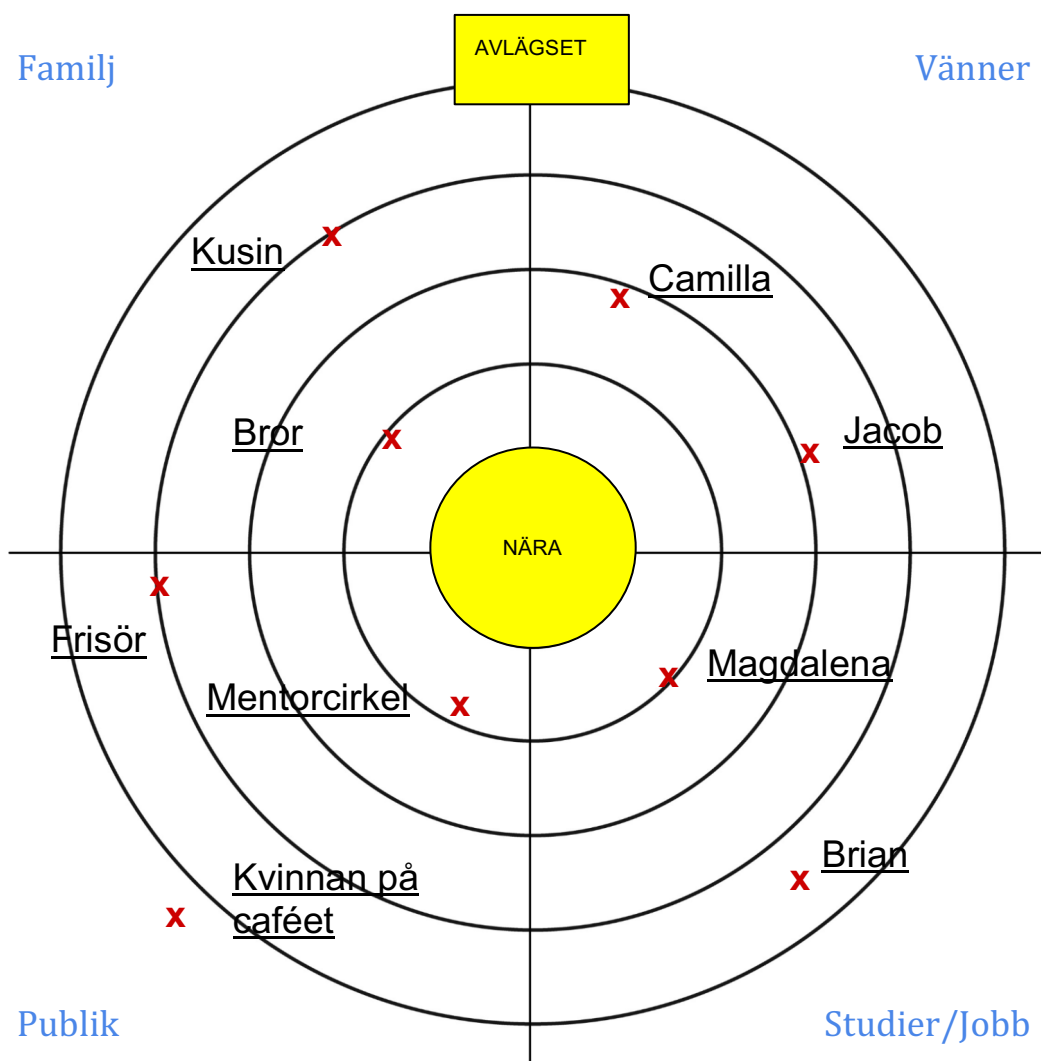 AVLÄGSET
Familj
Vänner
Kusin
x
Camilla
x
Bror
x
Jacob
x
NÄRA
x
Frisör
Magdalena
x
Mentorcirkel
x
Brian
x
Kvinnan på
caféet
x
Publik
Studier/Jobb